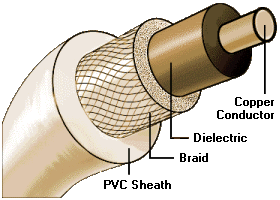 Copper
Conductor
Dielectric
Braid
PVC Sheath